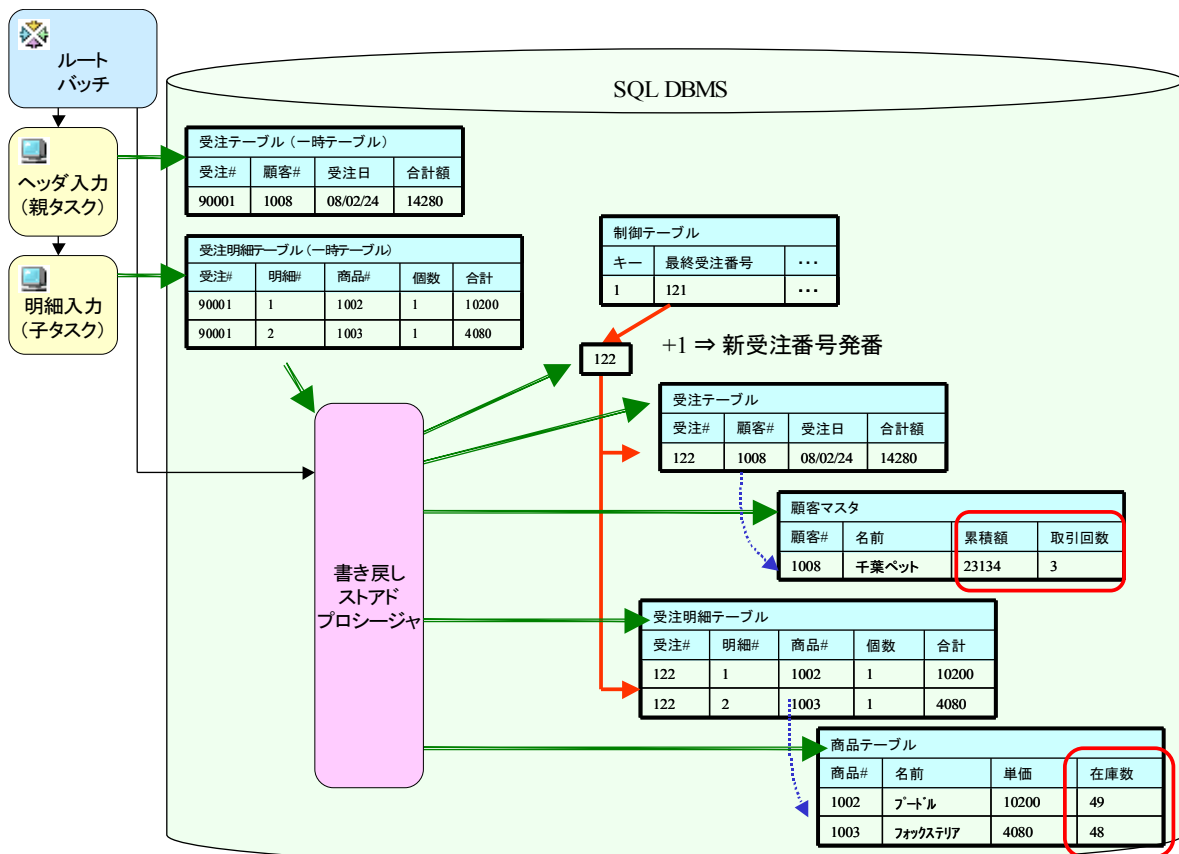 ルート
バッチ
SQL DBMS
ヘッダ入力
(親タスク)
明細入力
(子タスク)
受注テーブル (一時テーブル)
受注# 顧客# 受注日 合計額
90001 1008 08/02/24 14280
受注明細テーブル (一時テーブル)
受注# 明細# 商品# 個数 合計
90001 1 1002 1 10200
90001 2 1003 1 4080
制御テーブル
キー 最終受注番号 ・・・
1 121 ・・・
122
+1 ⇒ 新受注番号発番
受注テーブル
受注# 顧客# 受注日 合計額
122 1008 08/02/24 14280
顧客マスタ
顧客# 名前 累積額 取引回数
1008 千葉ペット 23134 3
書き戻し
ストアド
プロシージャ
受注明細テーブル
受注# 明細# 商品# 個数 合計
122 1 1002 1 10200
122 2 1003 1 4080
商品テーブル
商品# 名前 単価 在庫数
1002 プードル 10200 49
1003 フォックステリア 4080 48